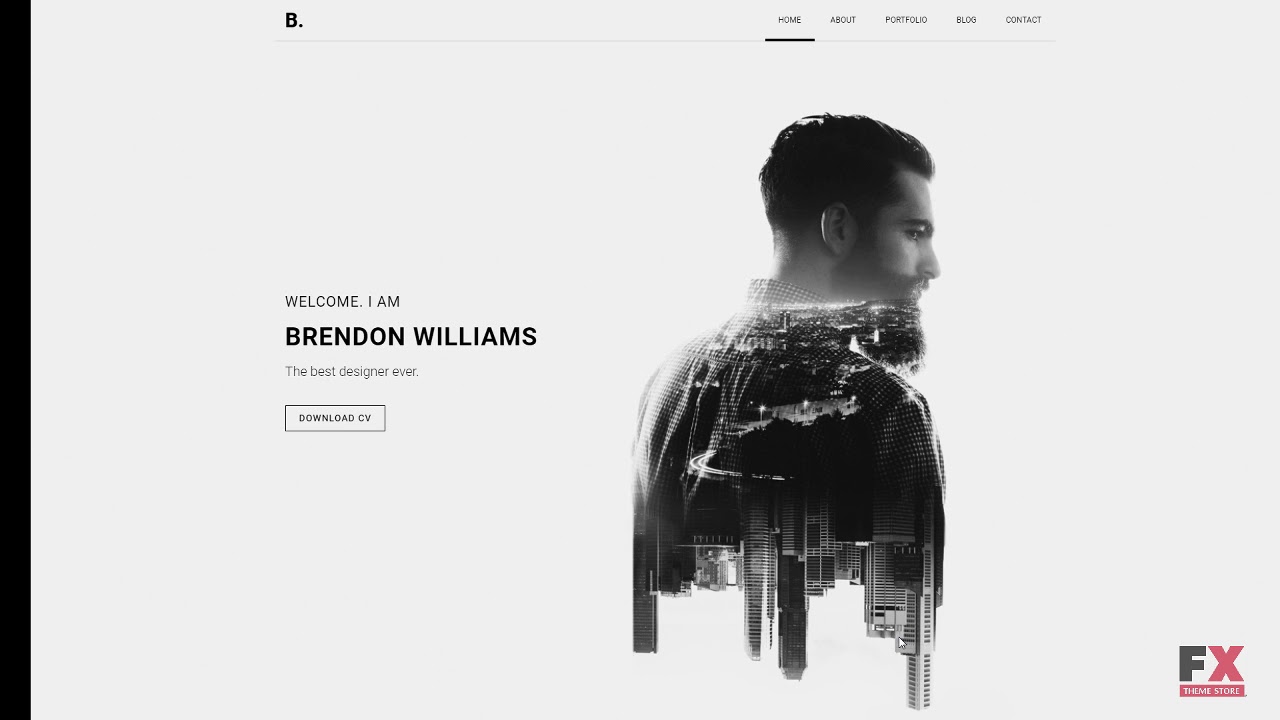 B.
HOME ABOUT PORTFOLIO BLOG CONTACT
WELCOME. I AM
BRENDON WILLIAMS
The best designer ever.
DOWNLOAD CV
FX
THEME STORE